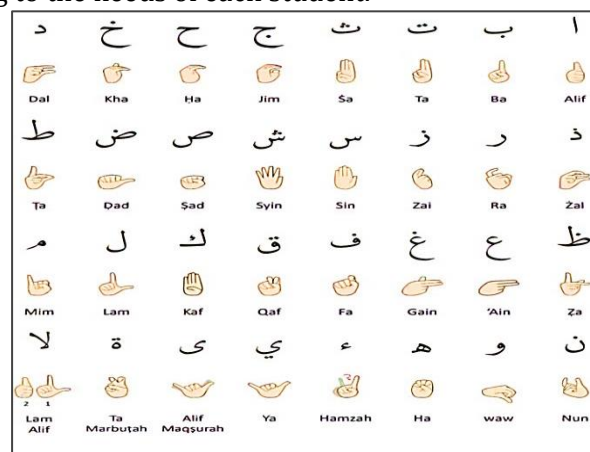 g to the needs of each student.
ا ب ت ث ج ح خ د
Dal Kha Ḥa Jim Śa Ta Ba Alif
ذ ر ز س ش ص ض ط
Ṭa Ḍad Ṣad Syin Sin Zai Ra Żal
ظ ع غ ف ق ك ل م
Mim Lam Kaf Qaf Fa Gain 'Ain Ẓa
ن و ه ء ي ى ة لا
2 1
Lam Ta Alif Ya Hamzah Ha waw Nun
Alif Marbuṭah Maqṣurah